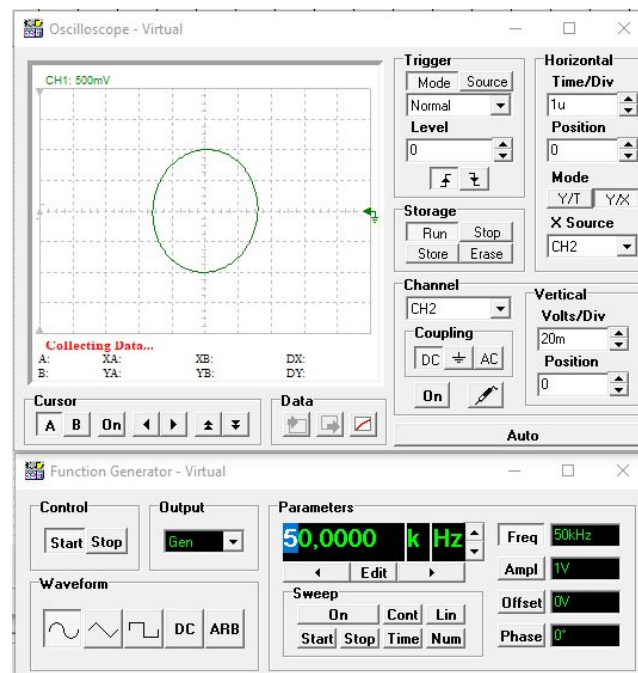 Oscilloscope - Virtual
CH1: 500mV
Collecting Data...
A: XA: XB: DX:
B: YA: YB: DY:
Cursor
A B On
Data
Trigger
Mode Source
Normal
Level
0
Storage
Run Stop
Store Erase
Horizontal
Time/Div
1u
Position
0
Mode
Y/T Y/X
X Source
CH2
Channel
CH2
Coupling
DC AC
On
Vertical
Volts/Div
20m
Position
0
Auto
Function Generator - Virtual
Control
Start Stop
Output
Gen
Waveform
DC ARB
Parameters
50,0000 k Hz
Edit
Sweep
On Cont Lin
Start Stop Time Num
Freq 50kHz
Ampl 1V
Offset 0V
Phase 0°